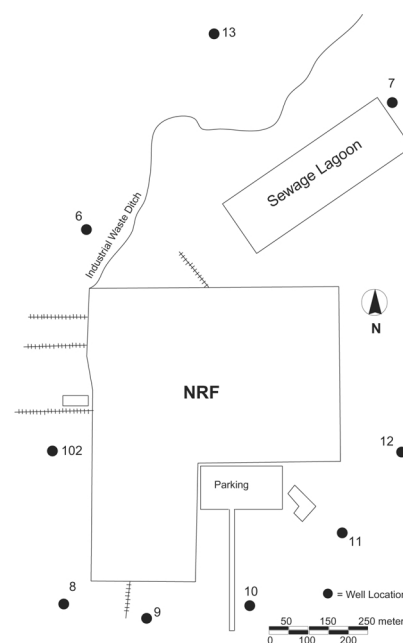 13
7
Sewage Lagoon
6
Industrial Waste Ditch
N
NRF
12
102
Parking
11
8
9
10
= Well Location
50 150 250 meter
0 100 200